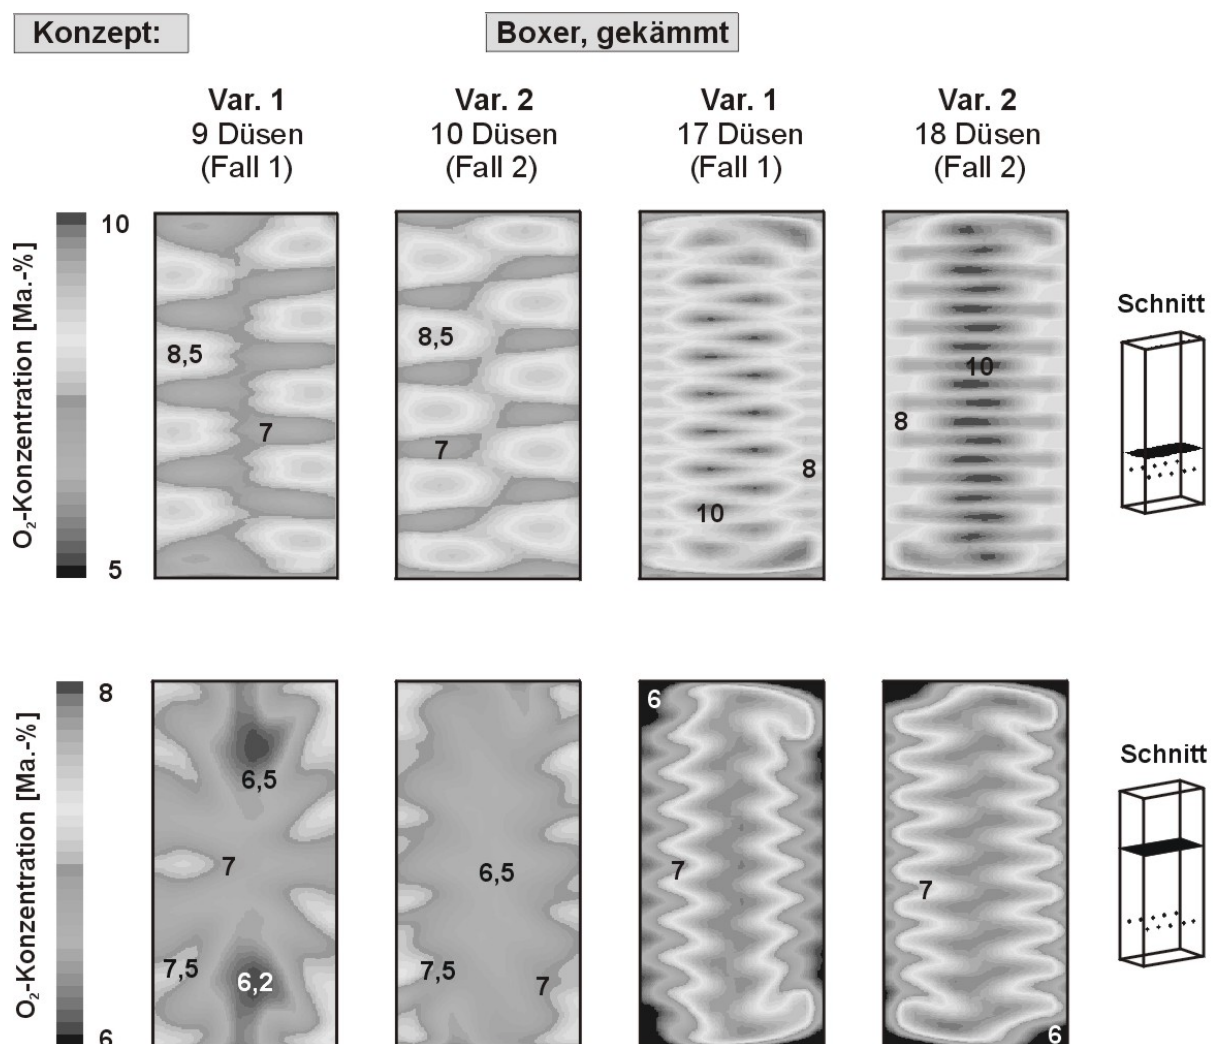 Konzept:
Boxer, gekämmt
Var. 1
9 Düsen
(Fall 1)
Var. 2
10 Düsen
(Fall 2)
Var. 1
17 Düsen
(Fall 1)
Var. 2
18 Düsen
(Fall 2)
O₂-Konzentration [Ma.-%]
10
5
8,5
7
8,5
7
8
10
10
8
Schnitt
O₂-Konzentration [Ma.-%]
8
6
6,5
7
7,5
6,2
6,5
7,5
7
6
7
7
6
Schnitt